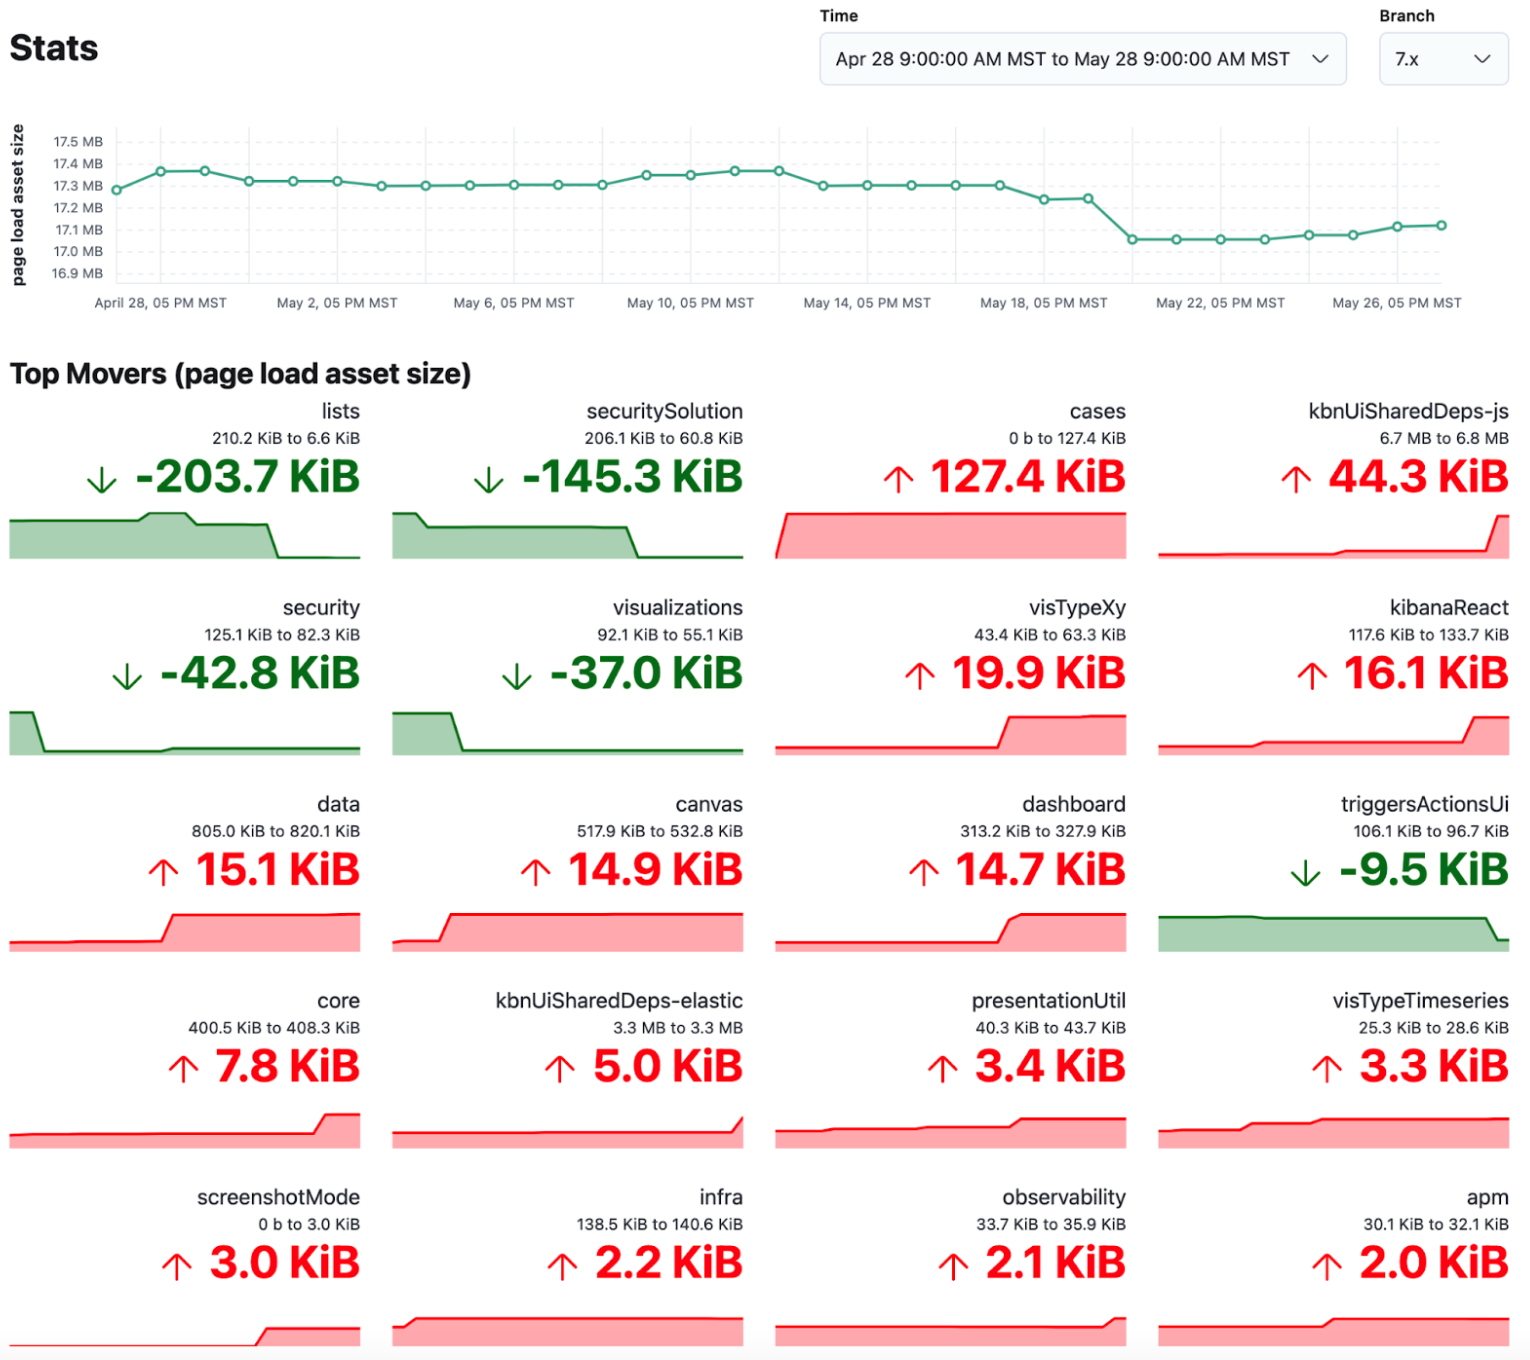 Time
Branch
Stats
Apr 28 9:00:00 AM MST to May 28 9:00:00 AM MST
7.x
page load asset size
17.5 MB
17.4 MB
17.3 MB
17.2 MB
17.1 MB
17.0 MB
16.9 MB
April 28, 05 PM MST
May 2, 05 PM MST
May 6, 05 PM MST
May 10, 05 PM MST
May 14, 05 PM MST
May 18, 05 PM MST
May 22, 05 PM MST
May 26, 05 PM MST
Top Movers (page load asset size)
lists
210.2 KiB to 6.6 KiB
-203.7 KiB
securitySolution
206.1 KiB to 60.8 KiB
-145.3 KiB
cases
0 b to 127.4 KiB
127.4 KiB
kbnUiSharedDeps-js
6.7 MB to 6.8 MB
44.3 KiB
security
125.1 KiB to 82.3 KiB
-42.8 KiB
visualizations
92.1 KiB to 55.1 KiB
-37.0 KiB
visTypeXy
43.4 KiB to 63.3 KiB
19.9 KiB
kibanaReact
117.6 KiB to 133.7 KiB
16.1 KiB
data
805.0 KiB to 820.1 KiB
15.1 KiB
canvas
517.9 KiB to 532.8 KiB
14.9 KiB
dashboard
313.2 KiB to 327.9 KiB
14.7 KiB
triggersActionsUi
106.1 KiB to 96.7 KiB
-9.5 KiB
core
400.5 KiB to 408.3 KiB
7.8 KiB
kbnUiSharedDeps-elastic
3.3 MB to 3.3 MB
5.0 KiB
presentationUtil
40.3 KiB to 43.7 KiB
3.4 KiB
visTypeTimeseries
25.3 KiB to 28.6 KiB
3.3 KiB
screenshotMode
0 b to 3.0 KiB
3.0 KiB
infra
138.5 KiB to 140.6 KiB
2.2 KiB
observability
33.7 KiB to 35.9 KiB
2.1 KiB
apm
30.1 KiB to 32.1 KiB
2.0 KiB